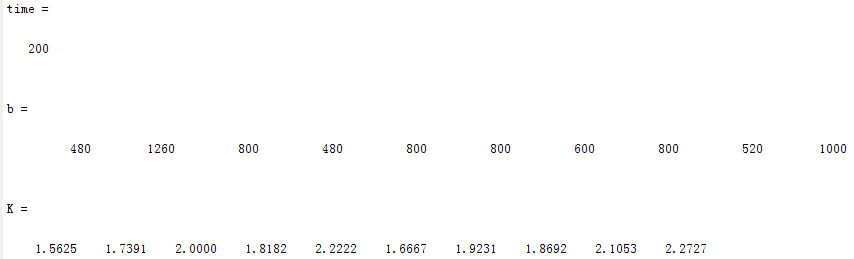 time =
200
b =
480 1260 800 480 800 800 600 800 520 1000
K =
1.5625 1.7391 2.0000 1.8182 2.2222 1.6667 1.9231 1.8692 2.1053 2.2727